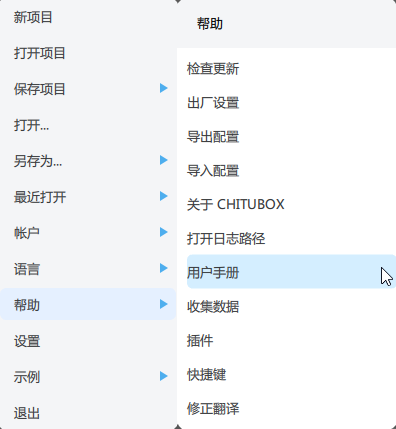 新项目
打开项目
保存项目
打开...
另存为...
最近打开
帐户
语言
帮助
设置
示例
退出
帮助
检查更新
出厂设置
导出配置
导入配置
关于 CHITUBOX
打开日志路径
用户手册
收集数据
插件
快捷键
修正翻译